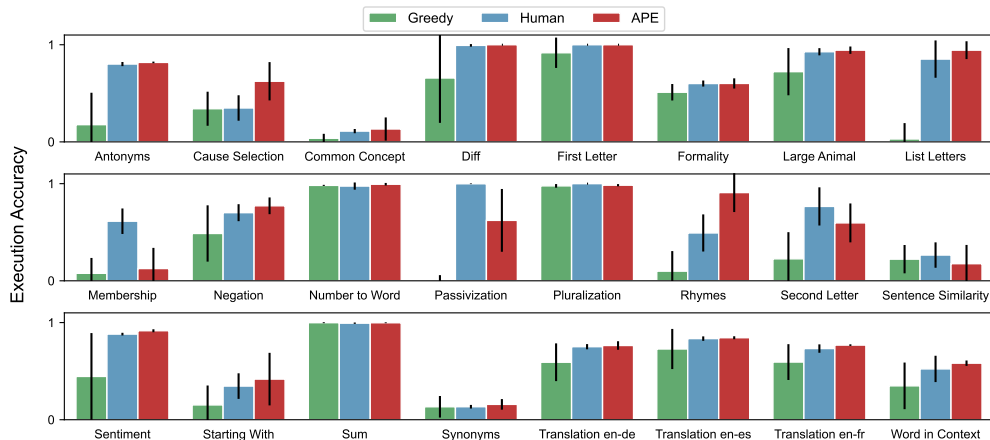 Greedy Human APE
Execution Accuracy
1
0
Antonyms Cause Selection Common Concept Diff First Letter Formality Large Animal List Letters
1
0
Membership Negation Number to Word Passivization Pluralization Rhymes Second Letter Sentence Similarity
1
0
Sentiment Starting With Sum Synonyms Translation en-de Translation en-es Translation en-fr Word in Context